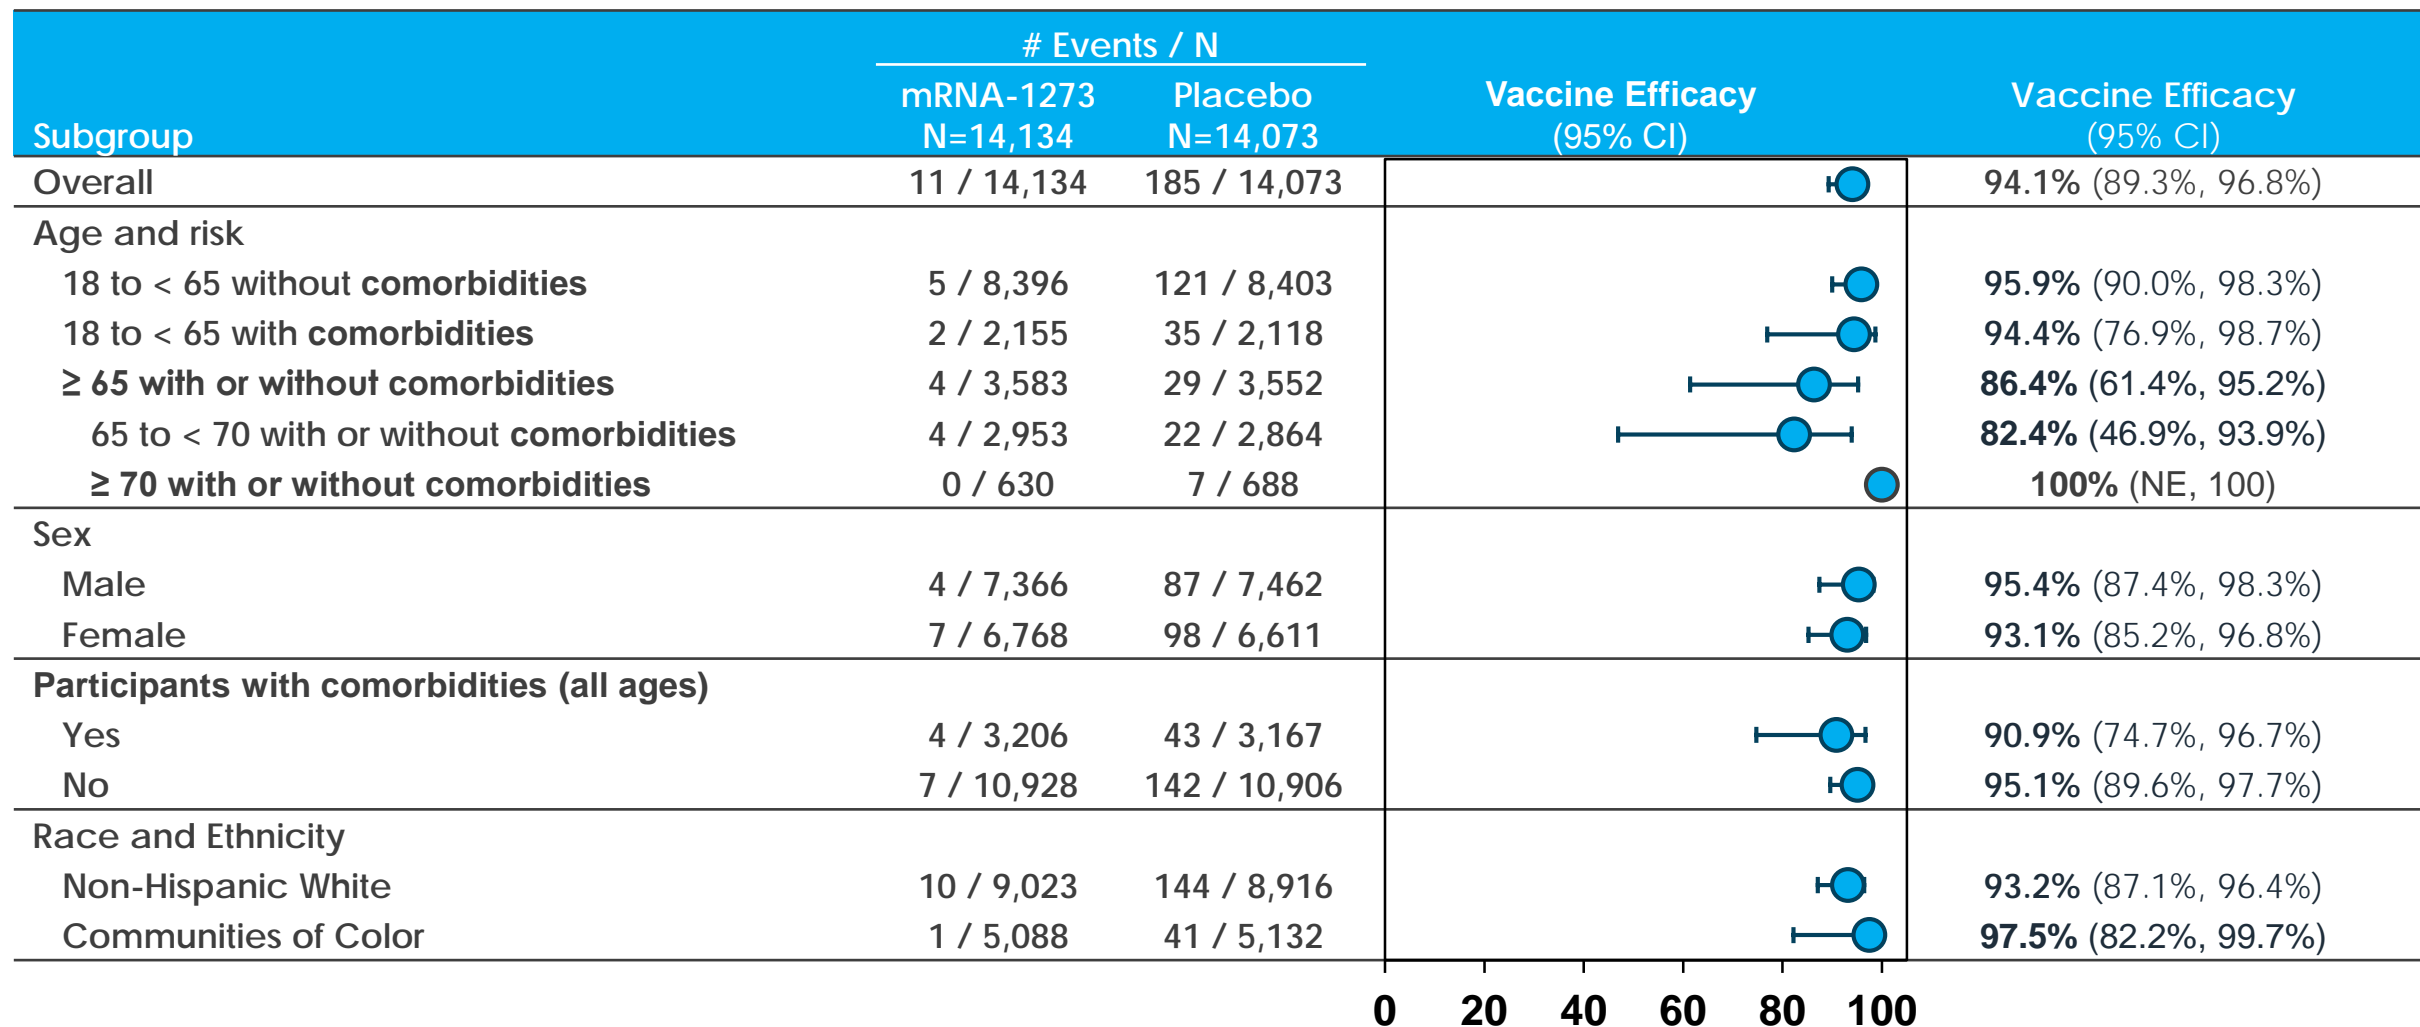 # Events / N
mRNA-1273 Placebo Vaccine Efficacy Vaccine Efficacy
Subgroup N=14,134 N=14,073 (95% CI) (95% CI)
Overall 11 / 14,134 185 / 14,073 94.1% (89.3%, 96.8%)
Age and risk
18 to < 65 without comorbidities 5 / 8,396 121 / 8,403 95.9% (90.0%, 98.3%)
18 to < 65 with comorbidities 2 / 2,155 35 / 2,118 94.4% (76.9%, 98.7%)
≥ 65 with or without comorbidities 4 / 3,583 29 / 3,552 86.4% (61.4%, 95.2%)
65 to < 70 with or without comorbidities 4 / 2,953 22 / 2,864 82.4% (46.9%, 93.9%)
≥ 70 with or without comorbidities 0 / 630 7 / 688 100% (NE, 100)
Sex
Male 4 / 7,366 87 / 7,462 95.4% (87.4%, 98.3%)
Female 7 / 6,768 98 / 6,611 93.1% (85.2%, 96.8%)
Participants with comorbidities (all ages)
Yes 4 / 3,206 43 / 3,167 90.9% (74.7%, 96.7%)
No 7 / 10,928 142 / 10,906 95.1% (89.6%, 97.7%)
Race and Ethnicity
Non-Hispanic White 10 / 9,023 144 / 8,916 93.2% (87.1%, 96.4%)
Communities of Color 1 / 5,088 41 / 5,132 97.5% (82.2%, 99.7%)
0 20 40 60 80 100